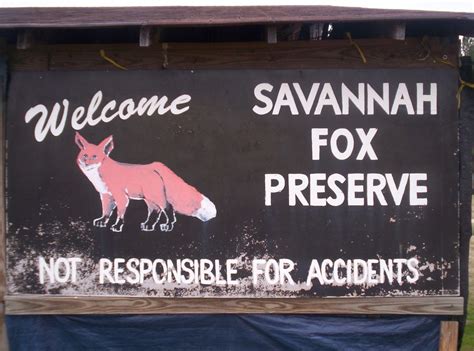 Welcome
SAVANNAH
FOX
PRESERVE
NOT RESPONSIBLE FOR ACCIDENTS